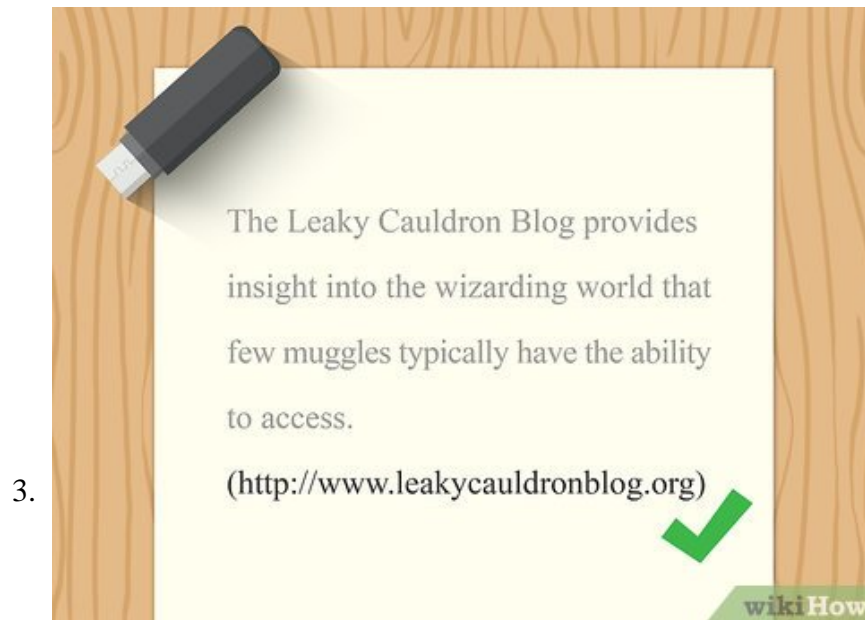 The Leaky Cauldron Blog provides
insight into the wizarding world that
few muggles typically have the ability
to access.
3.
(http://www.leakycauldronblog.org)
wikiHow